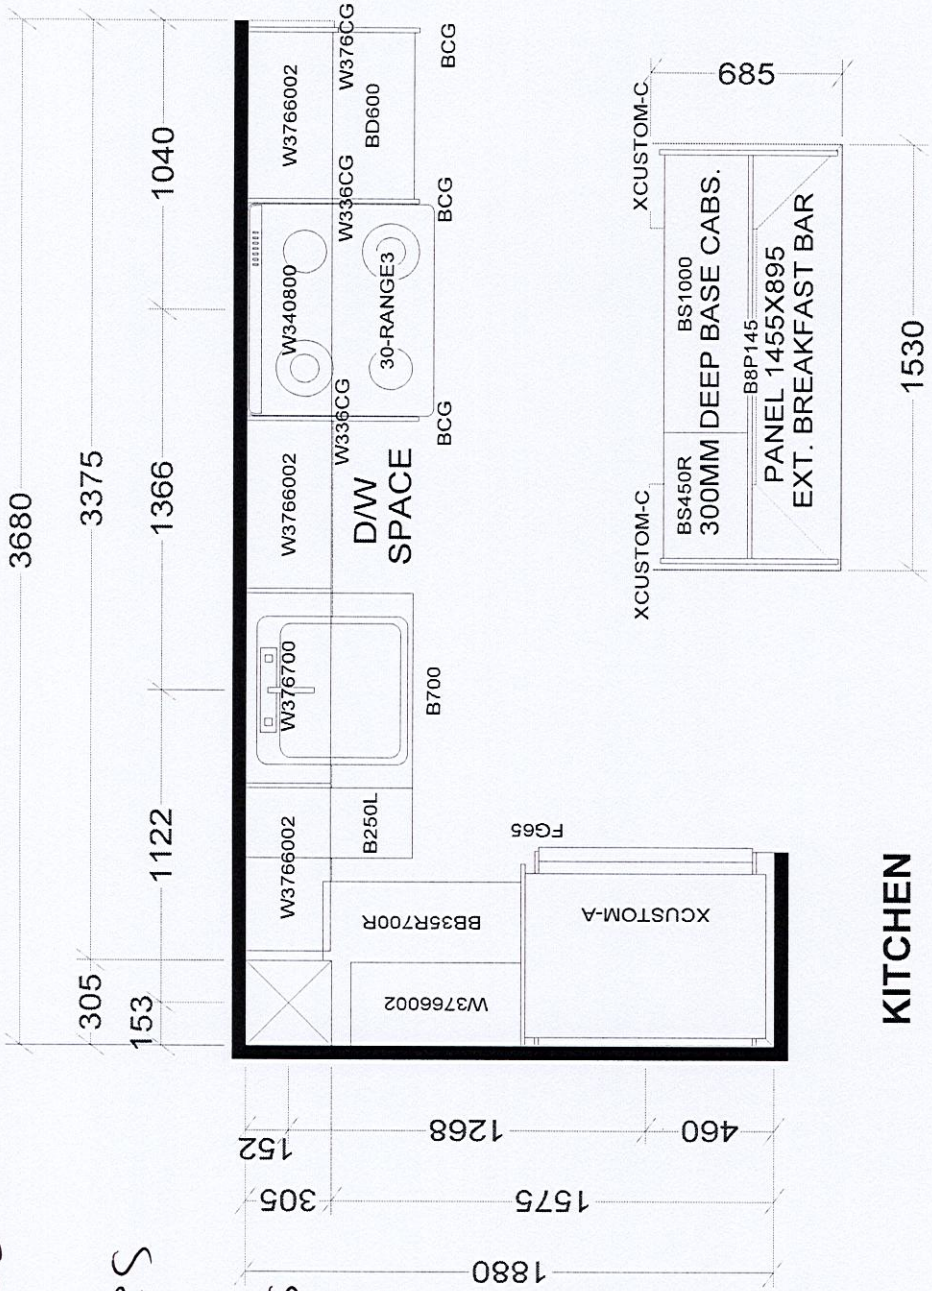 3680
3375
305
1040
1366
1122
153
W3766002
W376CG
BD600
BCG
W336CG
W340800
30-RANGE3
BCG
W336CG
BCG
W3766002
D/W
SPACE
W376700
B700
W3766002
B250L
BB35R700R
W3766002
FG65
XCUSTOM-A
152
1268
460
305
1575
1880
XCUSTOM-C
XCUSTOM-C
685
BS450R
BS1000
300MM DEEP BASE CABS.
B8P145
PANEL 1455X895
EXT. BREAKFAST BAR
1530
KITCHEN